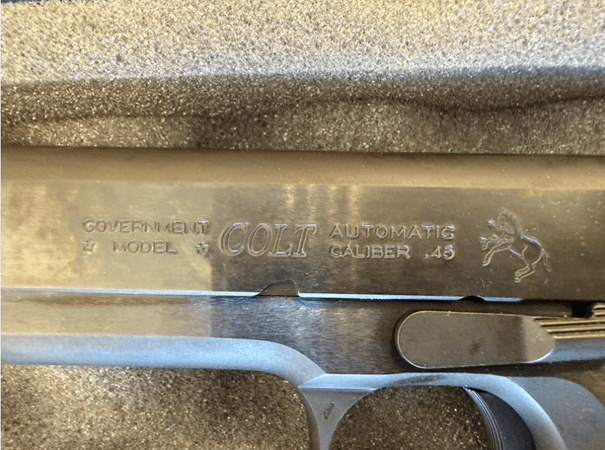 GOVERNMENT
☆ MODEL ☆
COLT
AUTOMATIC
CALIBER .45